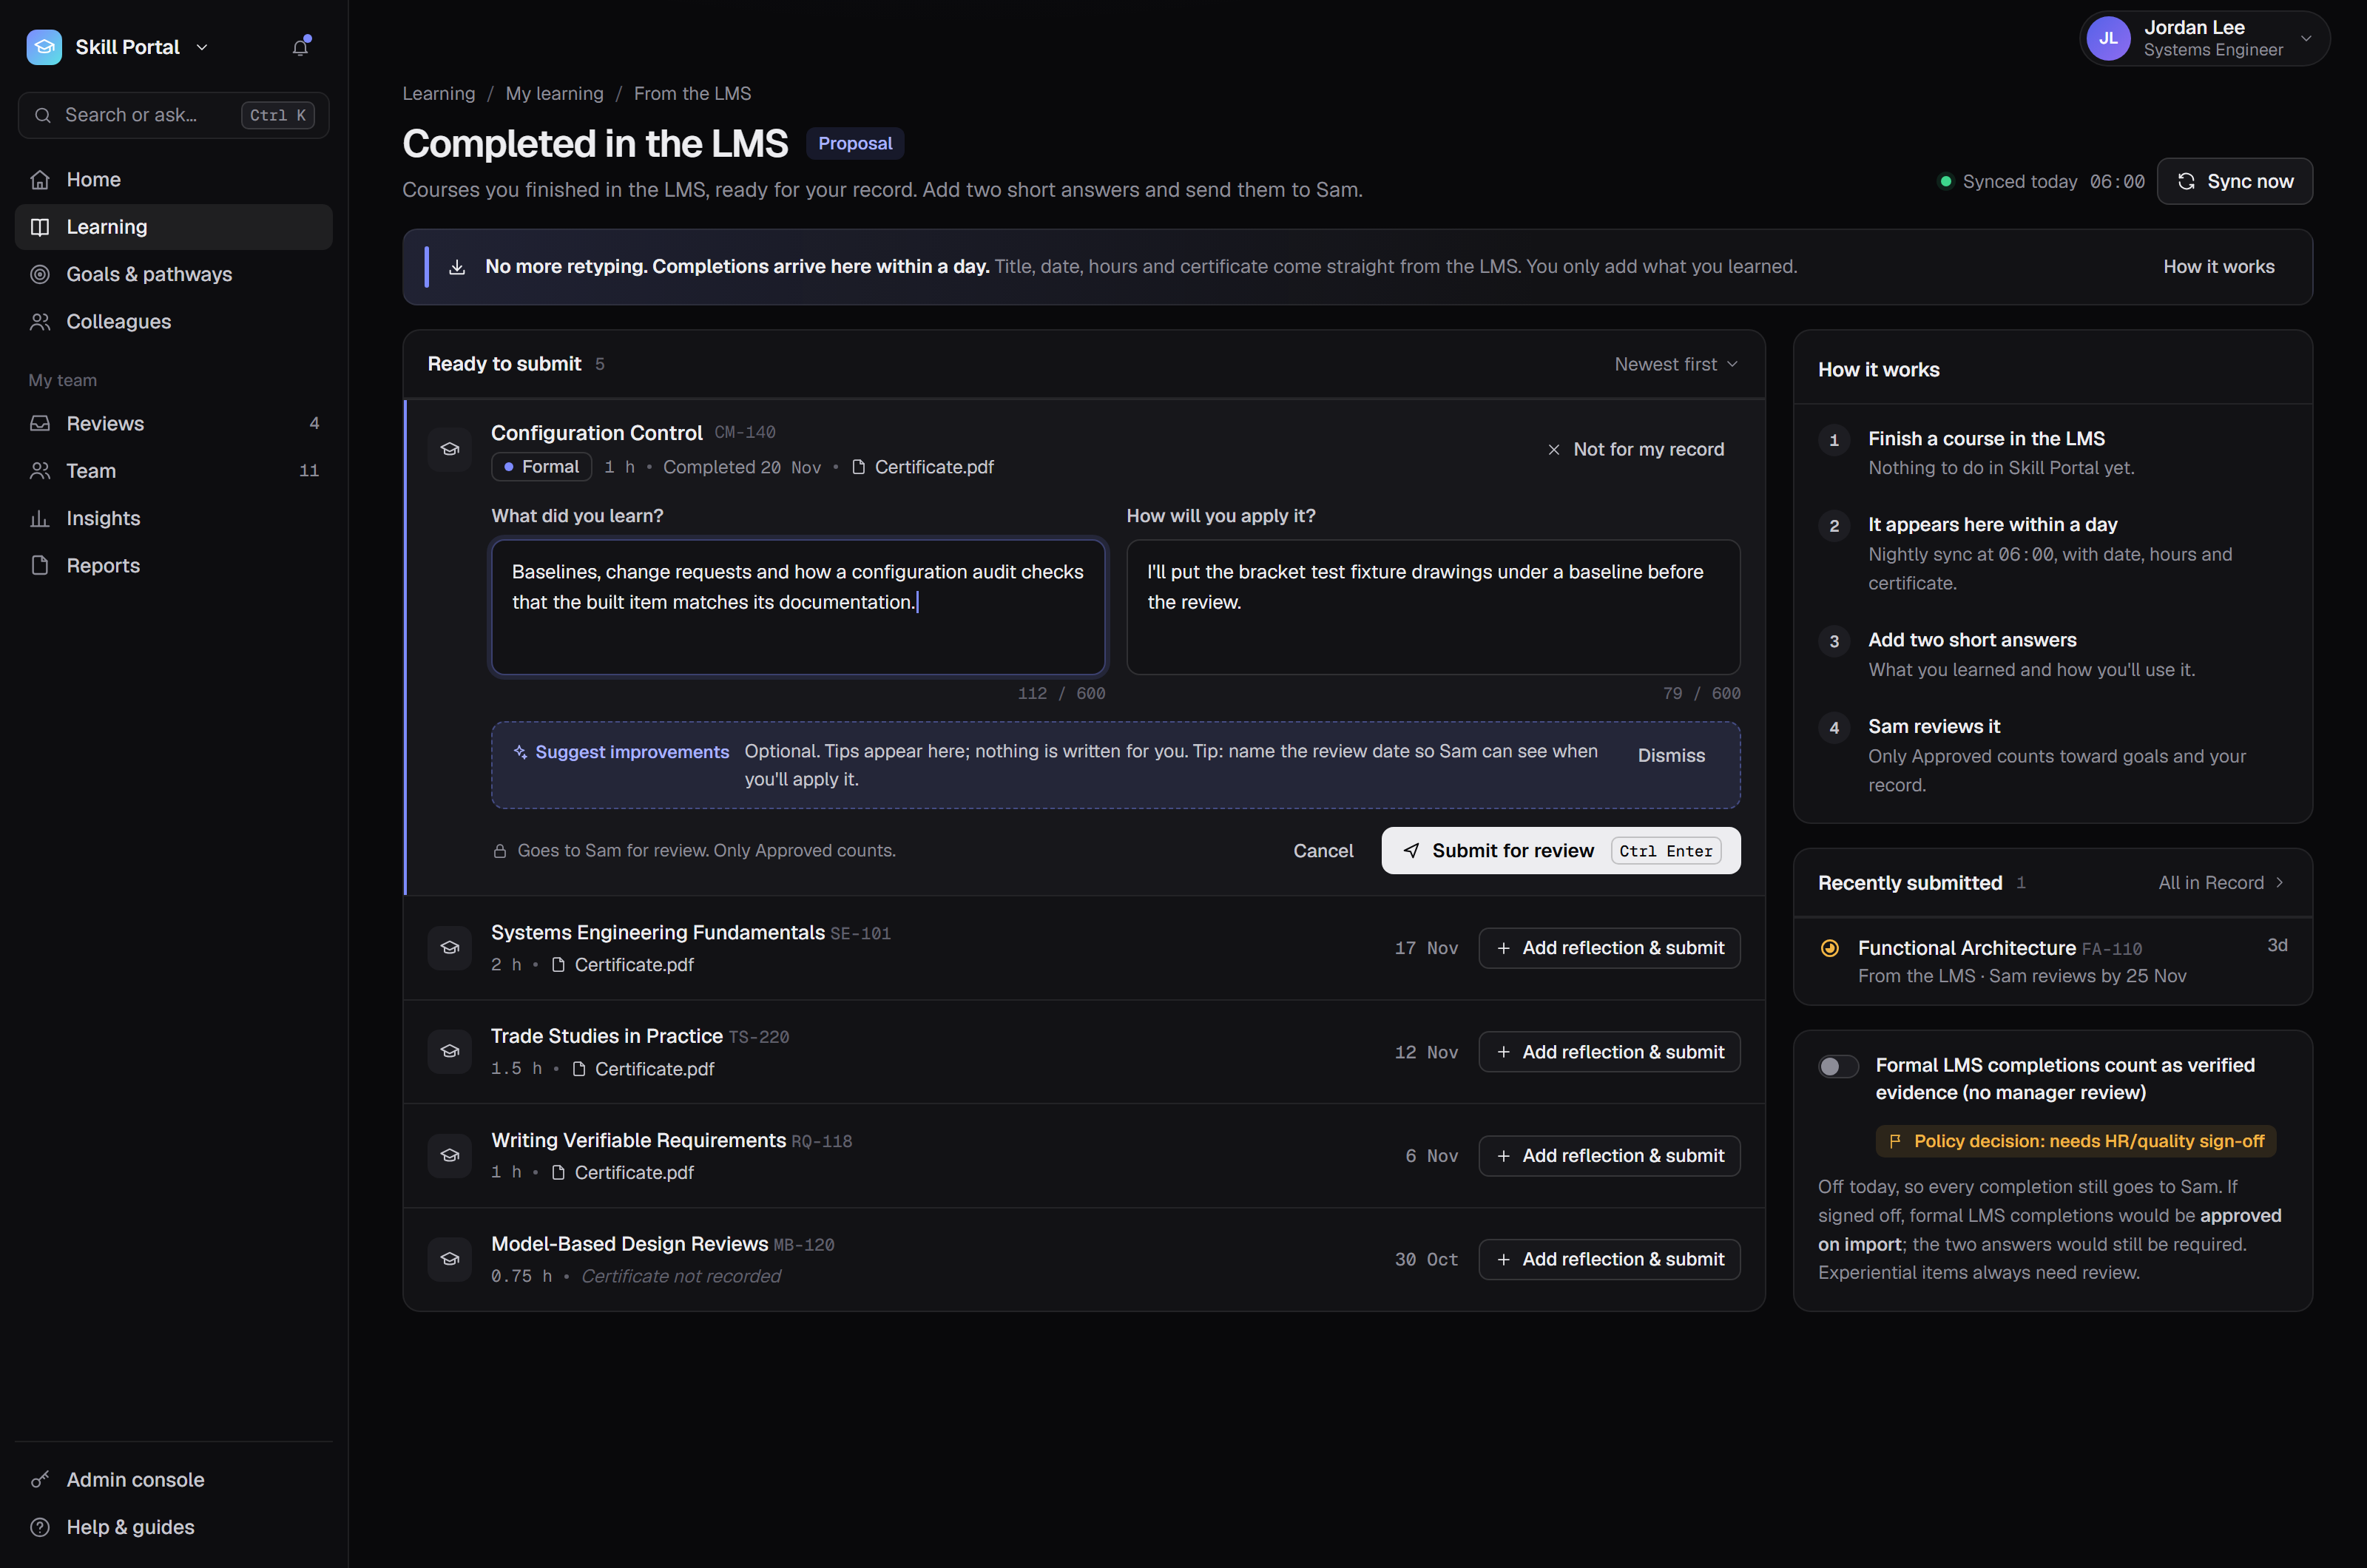 Skill Portal
Search or ask...
Ctrl K
Home
Learning
Goals & pathways
Colleagues
My team
Reviews 4
Team 11
Insights
Reports
Admin console
Help & guides
JL
Jordan Lee
Systems Engineer
Learning / My learning / From the LMS
Completed in the LMS
Proposal
Courses you finished in the LMS, ready for your record. Add two short answers and send them to Sam.
Synced today 06:00
Sync now
No more retyping. Completions arrive here within a day. Title, date, hours and certificate come straight from the LMS. You only add what you learned.
How it works
Ready to submit 5
Newest first
Configuration Control CM-140
Formal 1 h • Completed 20 Nov • Certificate.pdf
Not for my record
What did you learn?
Baselines, change requests and how a configuration audit checks
that the built item matches its documentation.
112 / 600
How will you apply it?
I'll put the bracket test fixture drawings under a baseline before
the review.
79 / 600
Suggest improvements
Optional. Tips appear here; nothing is written for you. Tip: name the review date so Sam can see when
you'll apply it.
Dismiss
Goes to Sam for review. Only Approved counts.
Cancel
Submit for review Ctrl Enter
Systems Engineering Fundamentals SE-101
2 h • Certificate.pdf
17 Nov
Add reflection & submit
Trade Studies in Practice TS-220
1.5 h • Certificate.pdf
12 Nov
Add reflection & submit
Writing Verifiable Requirements RQ-118
1 h • Certificate.pdf
6 Nov
Add reflection & submit
Model-Based Design Reviews MB-120
0.75 h • Certificate not recorded
30 Oct
Add reflection & submit
How it works
1
Finish a course in the LMS
Nothing to do in Skill Portal yet.
2
It appears here within a day
Nightly sync at 06:00, with date, hours and
certificate.
3
Add two short answers
What you learned and how you'll use it.
4
Sam reviews it
Only Approved counts toward goals and your
record.
Recently submitted 1
All in Record
Functional Architecture FA-110
3d
From the LMS · Sam reviews by 25 Nov
Formal LMS completions count as verified
evidence (no manager review)
Policy decision: needs HR/quality sign-off
Off today, so every completion still goes to Sam. If
signed off, formal LMS completions would be approved
on import; the two answers would still be required.
Experiential items always need review.